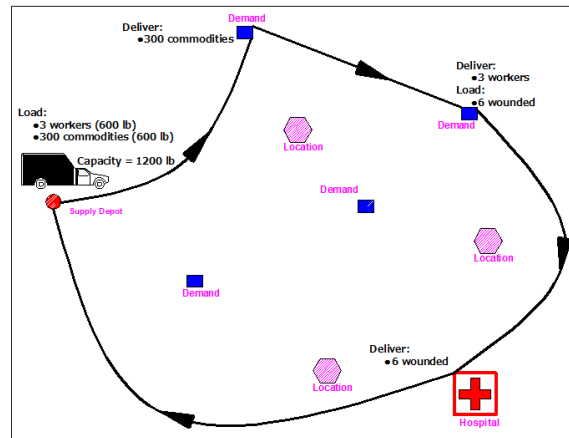 Demand
Deliver:
●300 commodities
Deliver:
●3 workers
Load:
●6 wounded
Demand
Load:
●3 workers (600 lb)
●300 commodities (600 lb)
Capacity = 1200 lb
Location
Demand
Supply Depot
Location
Demand
Deliver:
●6 wounded
Location
Hospital